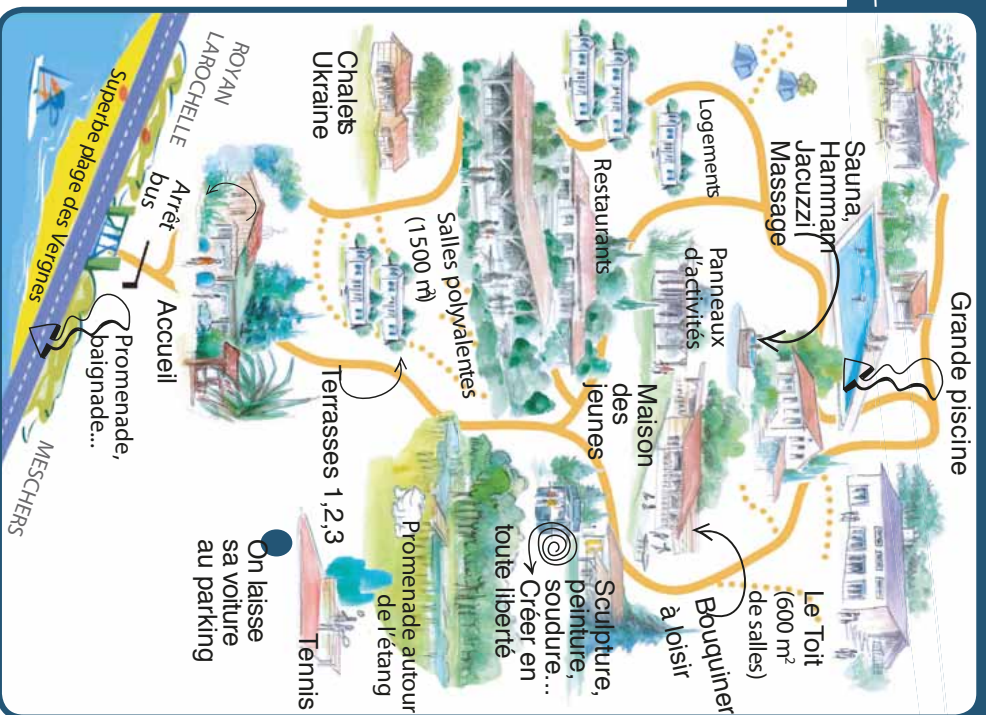 Grande piscine
Sauna,
Hammam
Jacuzzi
Massage
Le Toit
(600 m²
de salles)
Logements
Panneaux
d'activités
Bouquiner
à loisir
Restaurants
Maison
des
jeunes
Sculpture,
peinture,
soudure...
Créer en
toute liberté
Salles polyvalentes
(1500 m²)
Promenade autour
de l'étang
Chalets
Ukraine
Terrasses 1,2,3
Tennis
On laisse
sa voiture
au parking
ROYAN
LAROCHELLE
Arrêt
bus
Accueil
Superbe plage des Vergnes
Promenade,
baignade...
MESCHERS